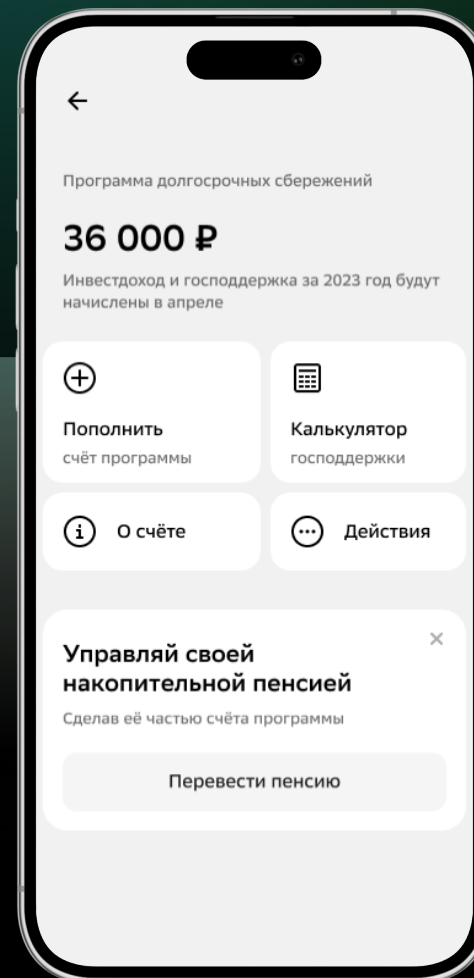 Программа долгосрочных сбережений
36 000 ₽
Инвестдоход и господдержка за 2023 год будут
начислены в апреле
Пополнить
счёт программы
Калькулятор
господдержки
О счёте
Действия
Управляй своей
накопительной пенсией
Сделав её частью счёта программы
Перевести пенсию